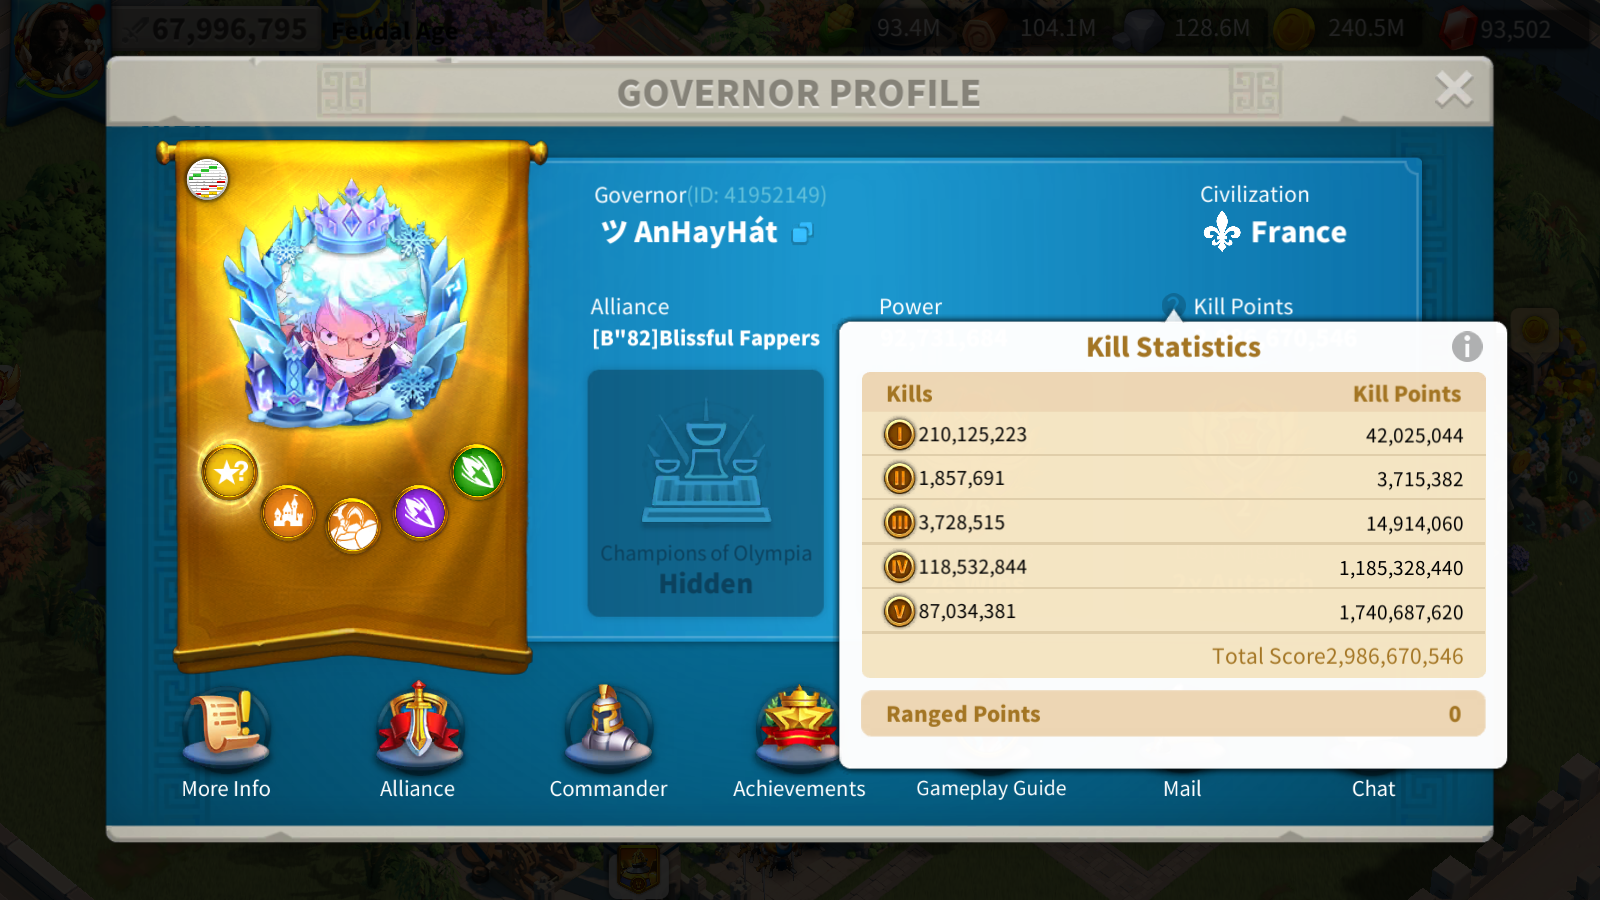 67,996,795
Feudal Age
93.4M
104.1M
128.6M
240.5M
93,502
GOVERNOR PROFILE
Governor(ID: 41952149)
ツ AnHayHát
Civilization
France
Alliance
[B"82]Blissful Fappers
Power
? Kill Points
Kill Statistics
Kills Kill Points
I 210,125,223 42,025,044
II 1,857,691 3,715,382
III 3,728,515 14,914,060
IV 118,532,844 1,185,328,440
V 87,034,381 1,740,687,620
Total Score2,986,670,546
Ranged Points 0
Champions of Olympia
Hidden
More Info
Alliance
Commander
Achievements
Gameplay Guide
Mail
Chat